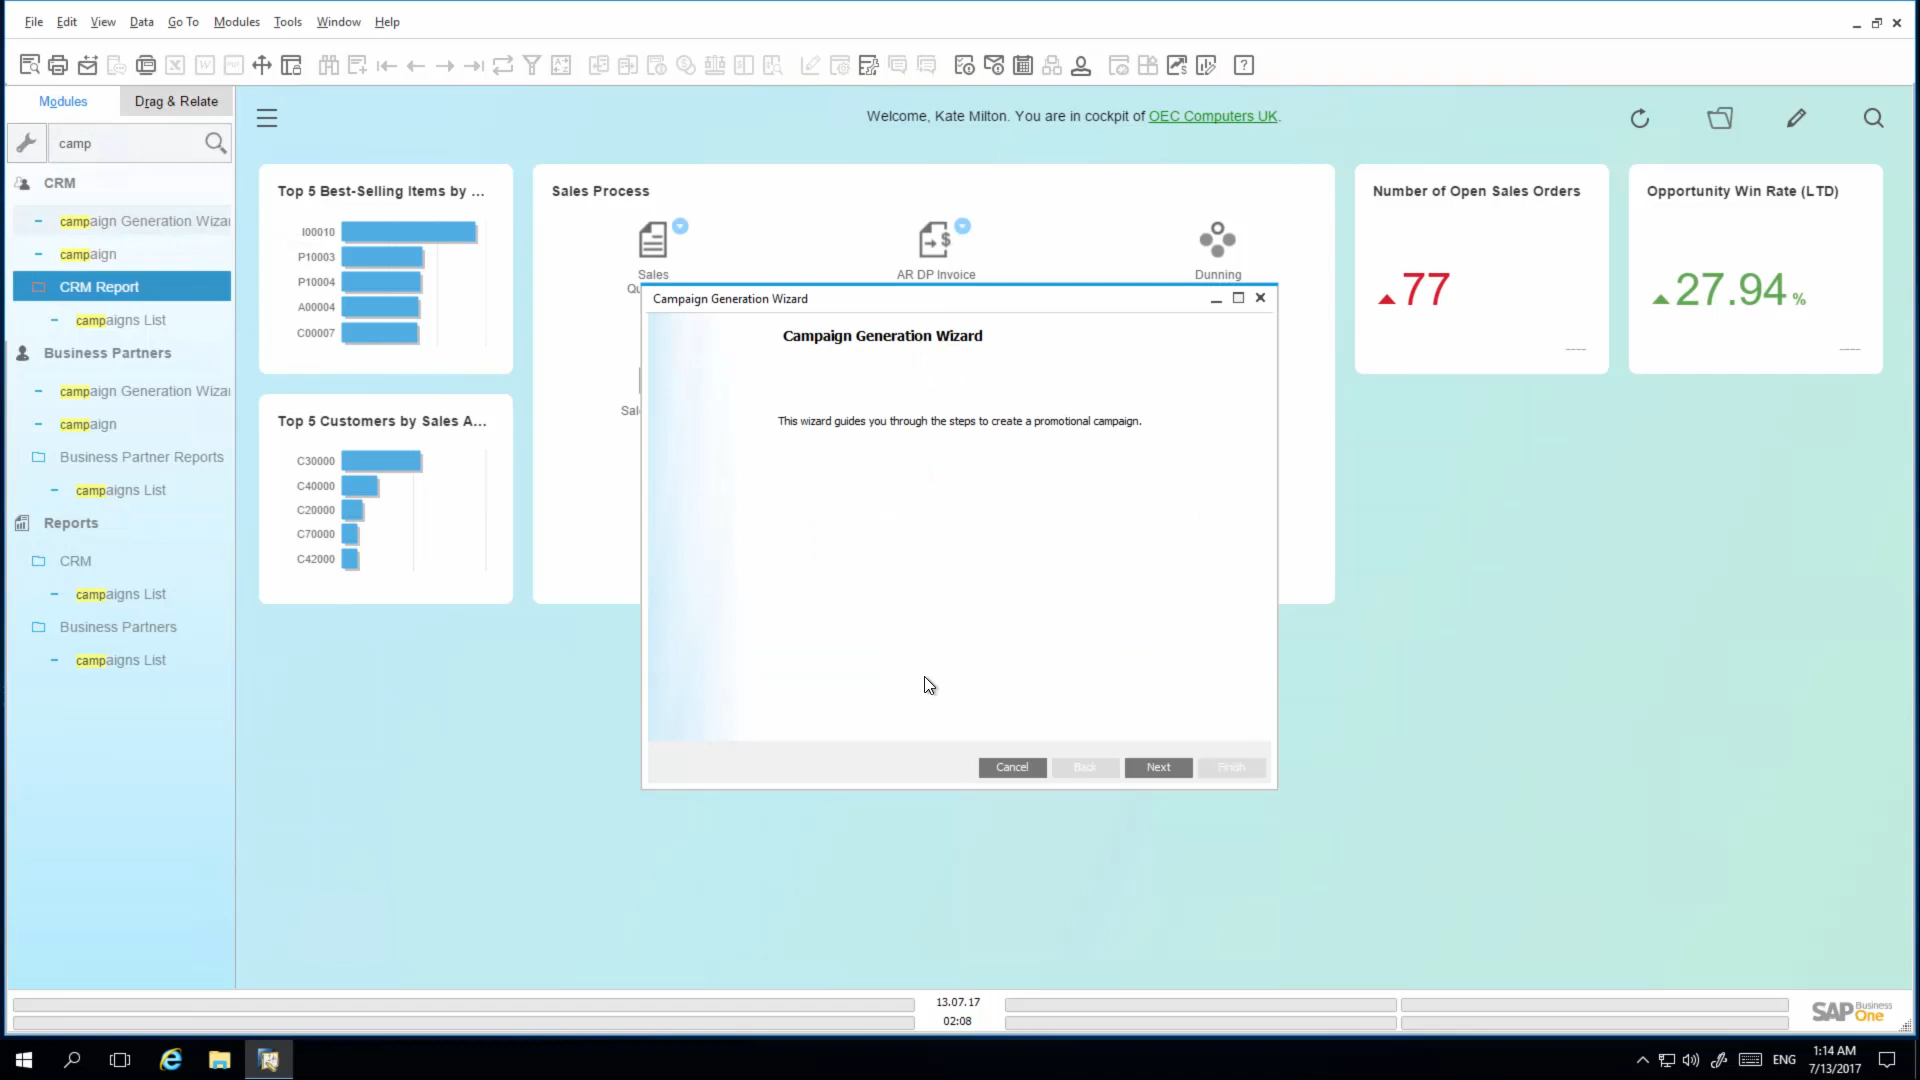 File Edit View Data Go To Modules Tools Window Help
Modules Drag & Relate
Welcome, Kate Milton. You are in cockpit of OEC Computers UK.
camp
CRM
campaign Generation Wizar
campaign
CRM Report
campaigns List
Business Partners
campaign Generation Wizar
campaign
Business Partner Reports
campaigns List
Reports
CRM
campaigns List
Business Partners
campaigns List
Top 5 Best-Selling Items by ...
I00010
P10003
P10004
A00004
C00007
Top 5 Customers by Sales A...
C30000
C40000
C20000
C70000
C42000
Sales Process
Sales
AR DP Invoice
Dunning
Number of Open Sales Orders
77
Opportunity Win Rate (LTD)
27.94 %
Campaign Generation Wizard
Campaign Generation Wizard
This wizard guides you through the steps to create a promotional campaign.
Cancel Back Next Finish
13.07.17
02:08
SAP Business One
ENG
1:14 AM
7/13/2017